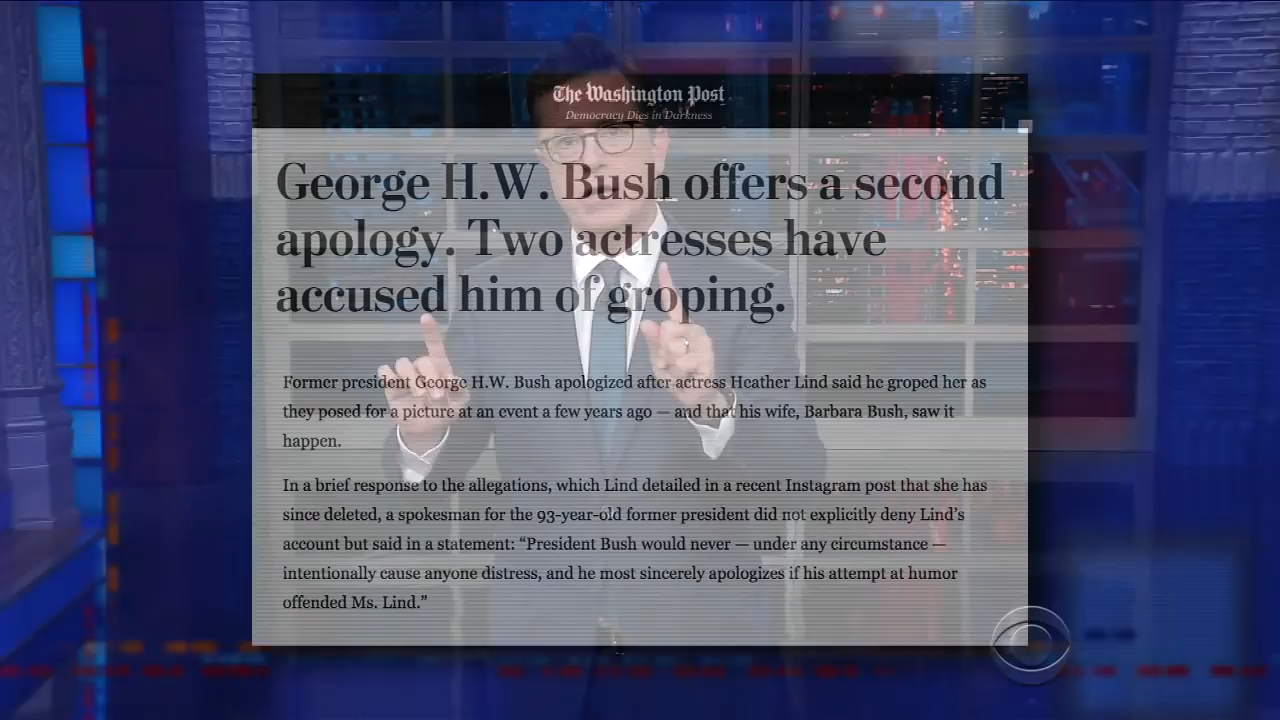 The Washington Post
Democracy Dies in Darkness
George H.W. Bush offers a second
apology. Two actresses have
accused him of groping.
Former president George H.W. Bush apologized after actress Heather Lind said he groped her as
they posed for a picture at an event a few years ago — and that his wife, Barbara Bush, saw it
happen.
In a brief response to the allegations, which Lind detailed in a recent Instagram post that she has
since deleted, a spokesman for the 93-year-old former president did not explicitly deny Lind’s
account but said in a statement: “President Bush would never — under any circumstance —
intentionally cause anyone distress, and he most sincerely apologizes if his attempt at humor
offended Ms. Lind.”